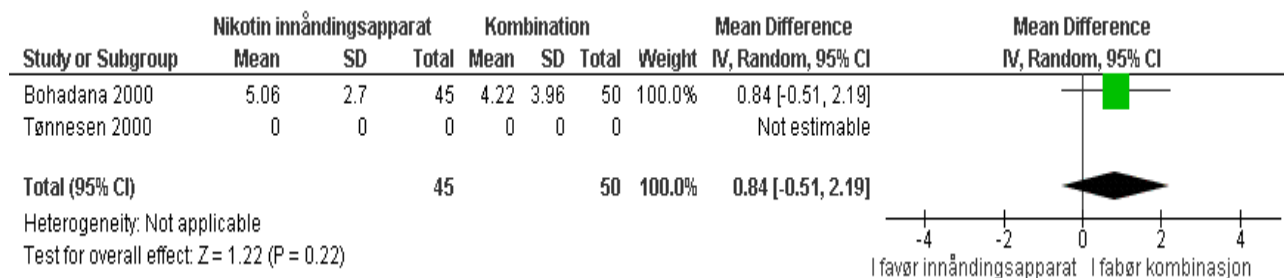 Nikotin innåndingsapparat Kombination Mean Difference Mean Difference
Study or Subgroup Mean SD Total Mean SD Total Weight IV, Random, 95% CI IV, Random, 95% CI
Bohadana 2000 5.06 2.7 45 4.22 3.96 50 100.0% 0.84 [-0.51, 2.19]
Tønnesen 2000 0 0 0 0 0 0 Not estimable
Total (95% CI) 45 50 100.0% 0.84 [-0.51, 2.19]
Heterogeneity: Not applicable
Test for overall effect: Z = 1.22 (P = 0.22)
-4 -2 0 2 4
I favør innåndingsapparat I fabør kombinasjon